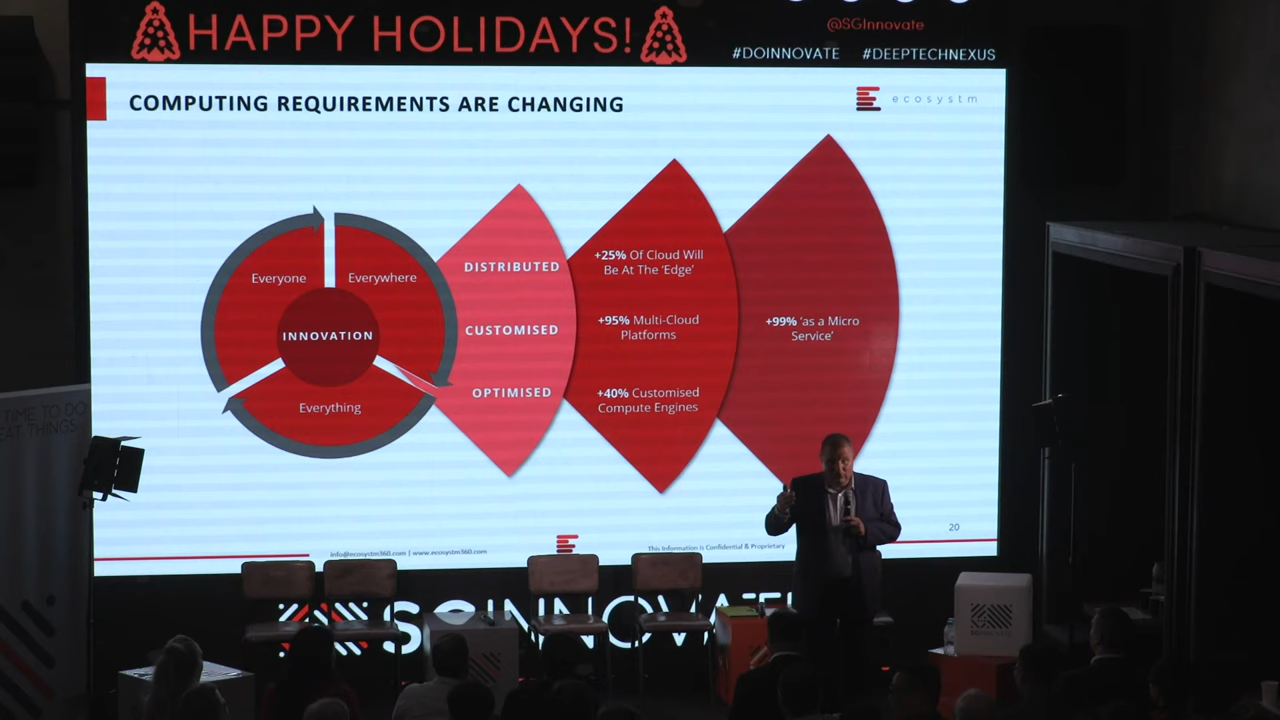 HAPPY HOLIDAYS!
@SGInnovate
#DOINNOVATE #DEEPTECHNEXUS
COMPUTING REQUIREMENTS ARE CHANGING
ecosystm
Everyone
Everywhere
INNOVATION
Everything
DISTRIBUTED
CUSTOMISED
OPTIMISED
+25% Of Cloud Will
Be At The 'Edge'
+95% Multi-Cloud
Platforms
+40% Customised
Compute Engines
+99% 'as a Micro
Service'
20
info@ecosystm360.com | www.ecosystm360.com
This Information Is Confidential & Proprietary
TIME TO DO
EAT THINGS
SGINNOVATE
SGINNOVATE